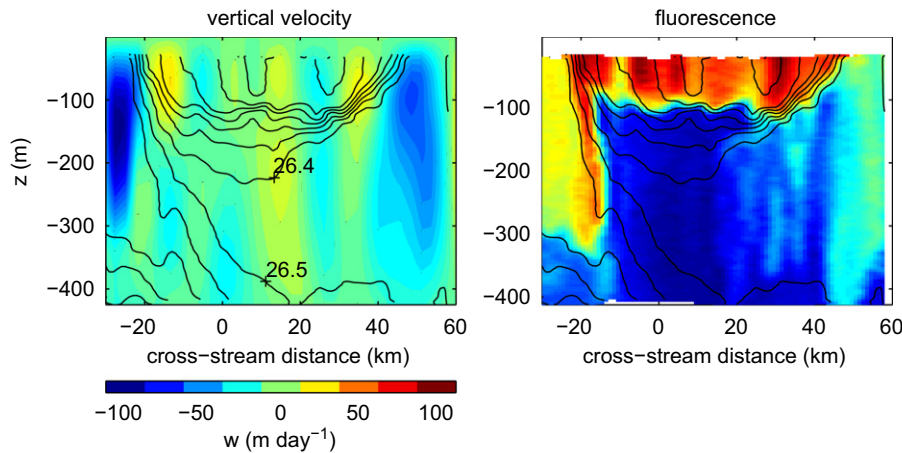 vertical velocity
fluorescence
z (m)
−100
−200
−300
−400
26.4
26.5
−20 0 20 40 60
cross−stream distance (km)
−100
−200
−300
−400
−20 0 20 40 60
cross−stream distance (km)
−100 −50 0 50 100
w (m day−1)